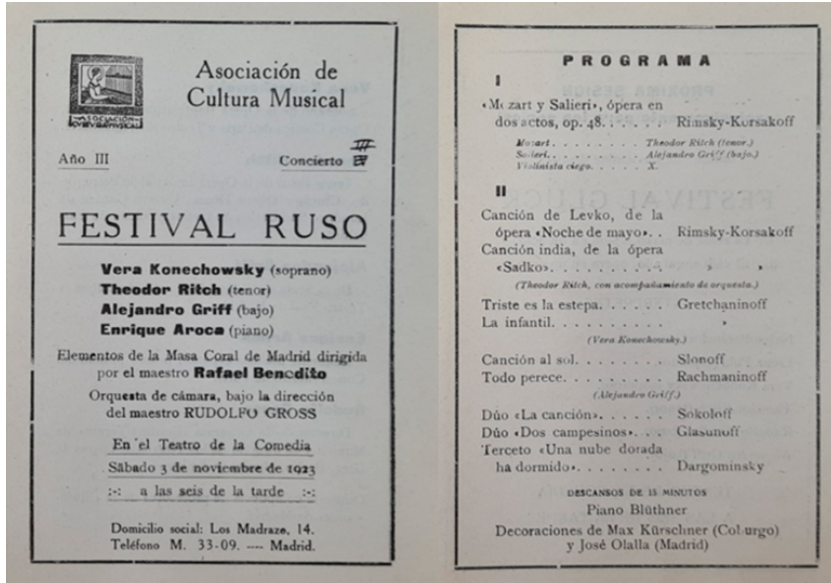 Asociación de
Cultura Musical
ASOCIACION
Año III
Concierto III
FESTIVAL RUSO
Vera Konechowsky (soprano)
Theodor Ritch (tenor)
Alejandro Griff (bajo)
Enrique Aroca (piano)
Elementos de la Masa Coral de Madrid dirigida
por el maestro Rafael Benedito
Orquesta de cámara, bajo la dirección
del maestro RUDOLFO GROSS
En el Teatro de la Comedia
Sábado 3 de noviembre de 1923
:-: a las seis de la tarde :-:
Domicilio social: Los Madrazo, 14.
Teléfono M. 33-09. — Madrid.
PROGRAMA
I
«Mozart y Salieri», ópera en
dos actos, op. 48. . . . . . Rimsky-Korsakoff
Mozart . . . . . . . . Theodor Ritch (tenor.)
Salieri. . . . . . . . . Alejandro Griff (bajo.)
Violinista ciego. . . . . X.
II
Canción de Levko, de la
ópera «Noche de mayo». . Rimsky-Korsakoff
Canción india, de la ópera
«Sadko». . . . . . . . . » »
(Theodor Ritch, con acompañamiento de orquesta.)
Triste es la estepa. . . . . . Gretchaninoff
La infantil. . . . . . . . . . »
(Vera Konechowsky.)
Canción al sol. . . . . . . . Slonoff
Todo perece. . . . . . . . . Rachmaninoff
(Alejandro Griff.)
Dúo «La canción». . . . . . Sokoloff
Dúo «Dos campesinos». . . . Glasunoff
Terceto «Una nube dorada
ha dormido». . . . . . . Dargominsky
DESCANSOS DE 15 MINUTOS
Piano Blüthner
Decoraciones de Max Kürschner (Coburgo)
y José Olalla (Madrid)